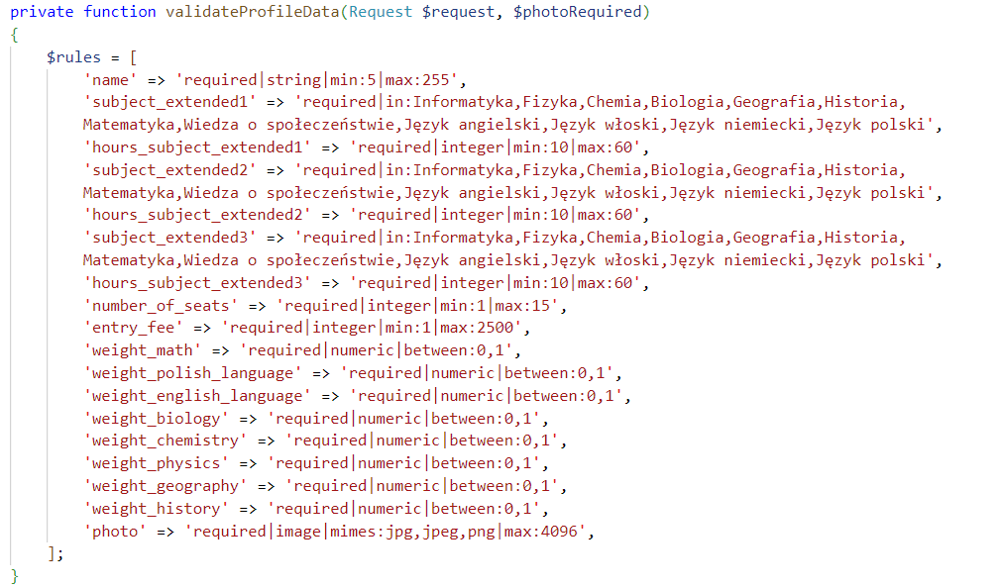 private function validateProfileData(Request $request, $photoRequired)
{
$rules = [
'name' => 'required|string|min:5|max:255',
'subject_extended1' => 'required|in:Informatyka,Fizyka,Chemia,Biologia,Geografia,Historia,
Matematyka,Wiedza o społeczeństwie,Język angielski,Język włoski,Język niemiecki,Język polski',
'hours_subject_extended1' => 'required|integer|min:10|max:60',
'subject_extended2' => 'required|in:Informatyka,Fizyka,Chemia,Biologia,Geografia,Historia,
Matematyka,Wiedza o społeczeństwie,Język angielski,Język włoski,Język niemiecki,Język polski',
'hours_subject_extended2' => 'required|integer|min:10|max:60',
'subject_extended3' => 'required|in:Informatyka,Fizyka,Chemia,Biologia,Geografia,Historia,
Matematyka,Wiedza o społeczeństwie,Język angielski,Język włoski,Język niemiecki,Język polski',
'hours_subject_extended3' => 'required|integer|min:10|max:60',
'number_of_seats' => 'required|integer|min:1|max:15',
'entry_fee' => 'required|integer|min:1|max:2500',
'weight_math' => 'required|numeric|between:0,1',
'weight_polish_language' => 'required|numeric|between:0,1',
'weight_english_language' => 'required|numeric|between:0,1',
'weight_biology' => 'required|numeric|between:0,1',
'weight_chemistry' => 'required|numeric|between:0,1',
'weight_physics' => 'required|numeric|between:0,1',
'weight_geography' => 'required|numeric|between:0,1',
'weight_history' => 'required|numeric|between:0,1',
'photo' => 'required|image|mimes:jpg,jpeg,png|max:4096',
];
}